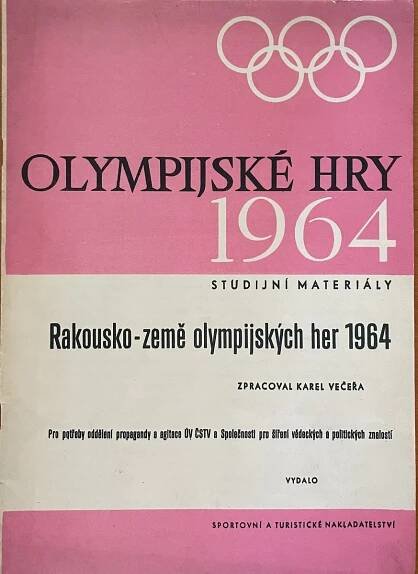 OLYMPIJSKÉ HRY
1964
STUDIJNÍ MATERIÁLY
Rakousko-země olympijských her 1964
ZPRACOVAL KAREL VEČEŘA
Pro potřeby oddělení propagandy a agitace ÚV ČSTV a Společnosti pro šíření vědeckých a politických znalostí
VYDALO
SPORTOVNÍ A TURISTICKÉ NAKLADATELSTVÍ